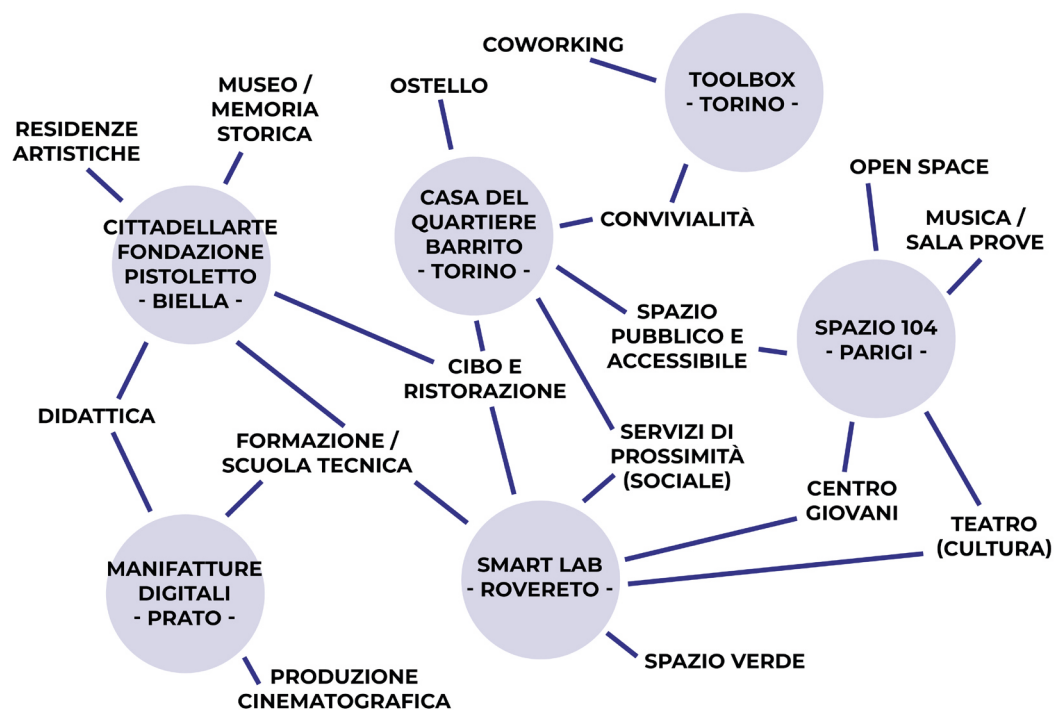 COWORKING
TOOLBOX
- TORINO -
OSTELLO
MUSEO /
MEMORIA
STORICA
RESIDENZE
ARTISTICHE
OPEN SPACE
CASA DEL
QUARTIERE
BARRITO
- TORINO -
CONVIVIALITÀ
MUSICA /
SALA PROVE
CITTADELLARTE
FONDAZIONE
PISTOLETTO
- BIELLA -
SPAZIO
PUBBLICO E
ACCESSIBILE
SPAZIO 104
- PARIGI -
CIBO E
RISTORAZIONE
DIDATTICA
FORMAZIONE /
SCUOLA TECNICA
SERVIZI DI
PROSSIMITÀ
(SOCIALE)
CENTRO
GIOVANI
TEATRO
(CULTURA)
MANIFATTURE
DIGITALI
- PRATO -
SMART LAB
- ROVERETO -
SPAZIO VERDE
PRODUZIONE
CINEMATOGRAFICA